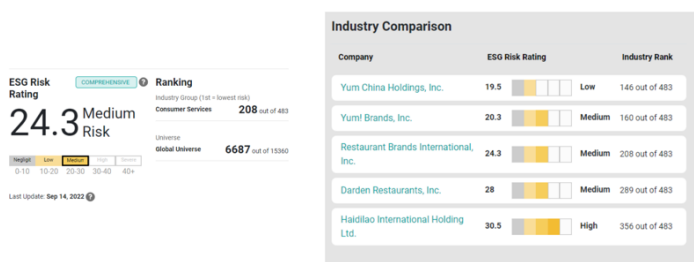 ESG Risk
Rating
COMPREHENSIVE
?
24.3
Medium
Risk
Negligible
Low
Medium
High
Severe
0-10
10-20
20-30
30-40
40+
Last Update: Sep 14, 2022 ?
Ranking
Industry Group (1st = lowest risk)
Consumer Services 208 out of 483
Universe
Global Universe 6687 out of 15360
Industry Comparison
Company ESG Risk Rating Industry Rank
Yum China Holdings, Inc. 19.5 Low 146 out of 483
Yum! Brands, Inc. 20.3 Medium 160 out of 483
Restaurant Brands International,
Inc.
24.3 Medium 208 out of 483
Darden Restaurants, Inc. 28 Medium 289 out of 483
Haidilao International Holding
Ltd.
30.5 High 356 out of 483